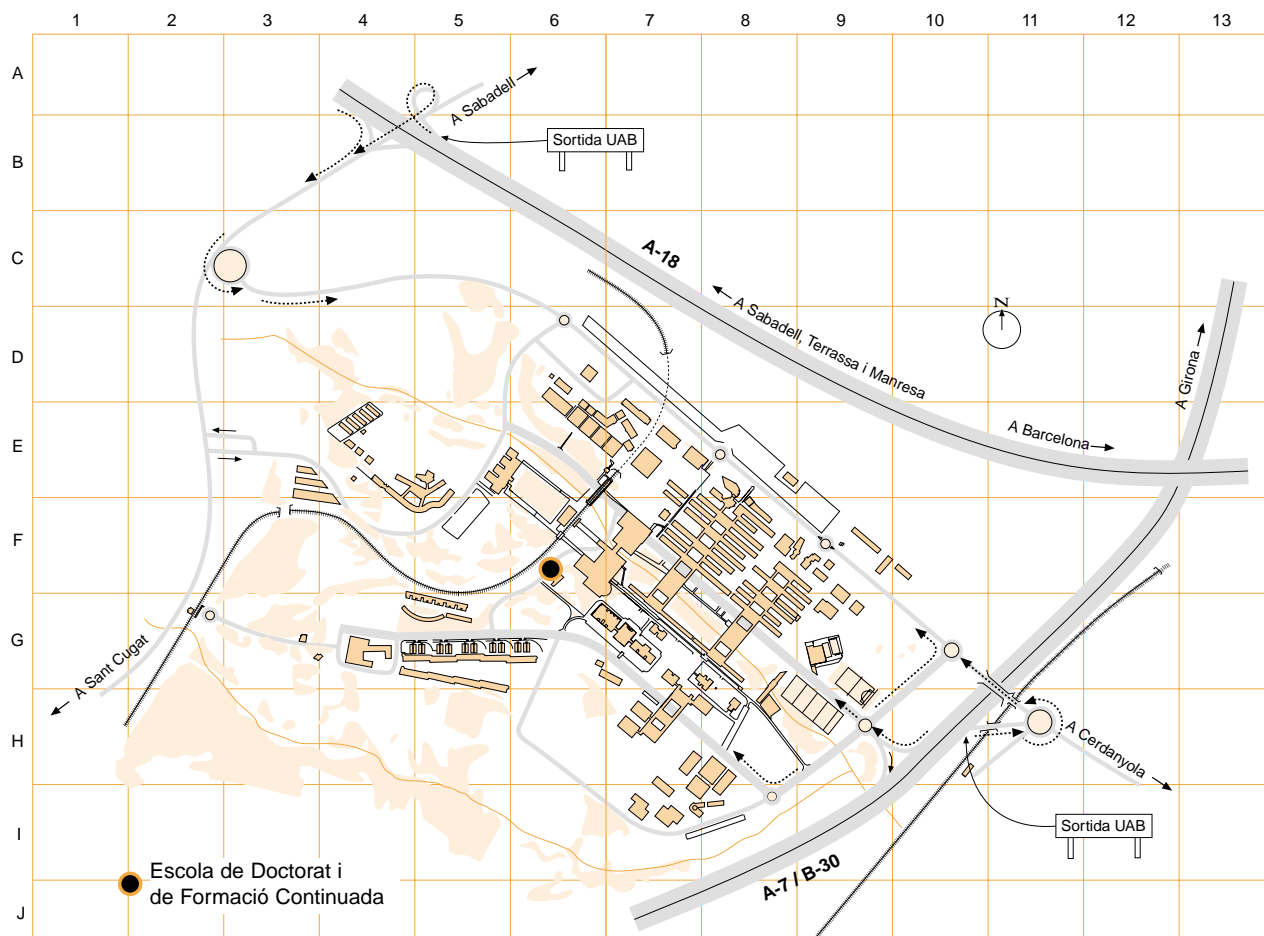 1 2 3 4 5 6 7 8 9 10 11 12 13
A
B
C
D
E
F
G
H
I
J
A Sabadell
Sortida UAB
A-18
A Sabadell, Terrassa i Manresa
N
A Girona
A Barcelona
A Sant Cugat
A Cerdanyola
Sortida UAB
A-7 / B-30
Escola de Doctorat i
de Formació Continuada